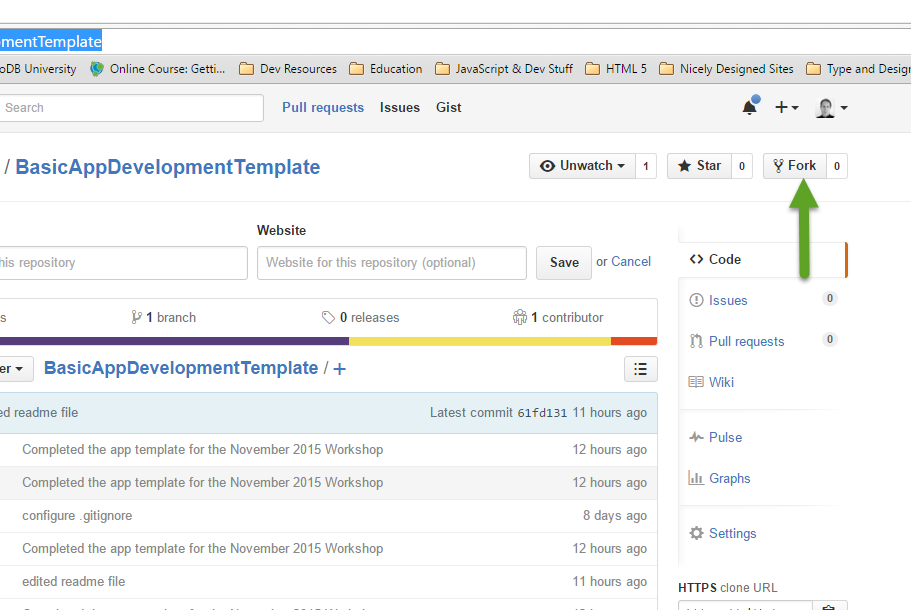 mentTemplate
oDB University Online Course: Getti... Dev Resources Education JavaScript & Dev Stuff HTML 5 Nicely Designed Sites Type and Design
Search Pull requests Issues Gist
/ BasicAppDevelopmentTemplate Unwatch 1 Star 0 Fork 0
Website
his repository Website for this repository (optional) Save or Cancel
Code
Issues 0
s 1 branch 0 releases 1 contributor
Pull requests 0
er BasicAppDevelopmentTemplate / +
Wiki
ed readme file Latest commit 61fd131 11 hours ago
Pulse
Completed the app template for the November 2015 Workshop 12 hours ago
Graphs
Completed the app template for the November 2015 Workshop 12 hours ago
configure .gitignore 8 days ago
Settings
Completed the app template for the November 2015 Workshop 12 hours ago
edited readme file 11 hours ago
HTTPS clone URL